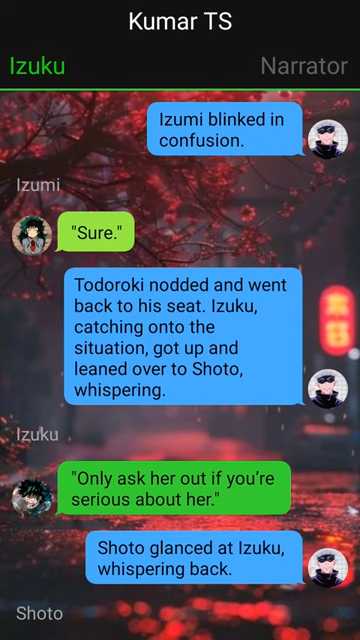 Kumar TS
Izuku Narrator
Izumi blinked in
confusion.
Izumi
"Sure."
Todoroki nodded and went
back to his seat. Izuku,
catching onto the
situation, got up and
leaned over to Shoto,
whispering.
Izuku
"Only ask her out if you’re
serious about her."
Shoto glanced at Izuku,
whispering back.
Shoto